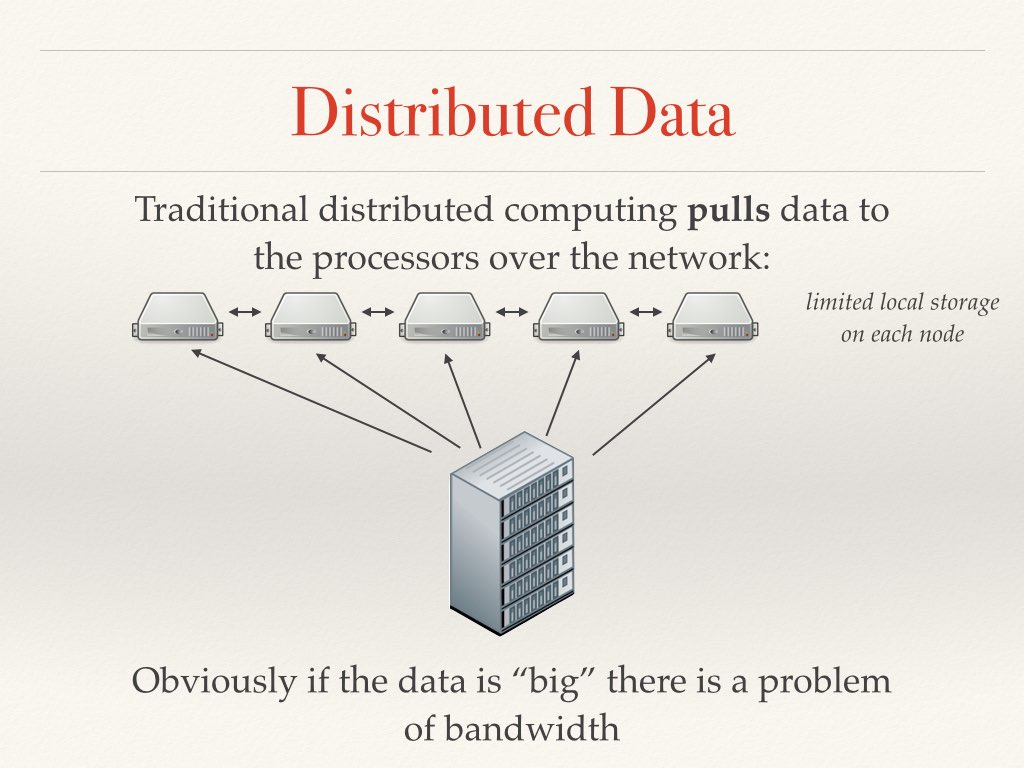 Distributed Data
Traditional distributed computing pulls data to
the processors over the network:
limited local storage
on each node
Obviously if the data is “big” there is a problem
of bandwidth